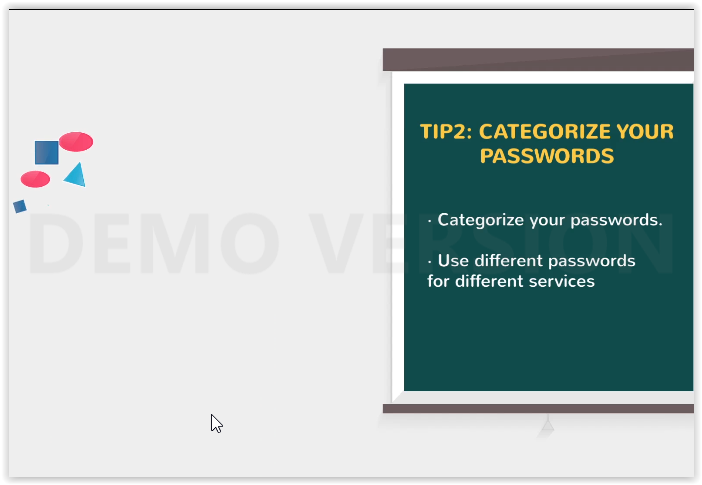 TIP2: CATEGORIZE YOUR
PASSWORDS
· Categorize your passwords.
· Use different passwords
for different services
DEMO VERSION